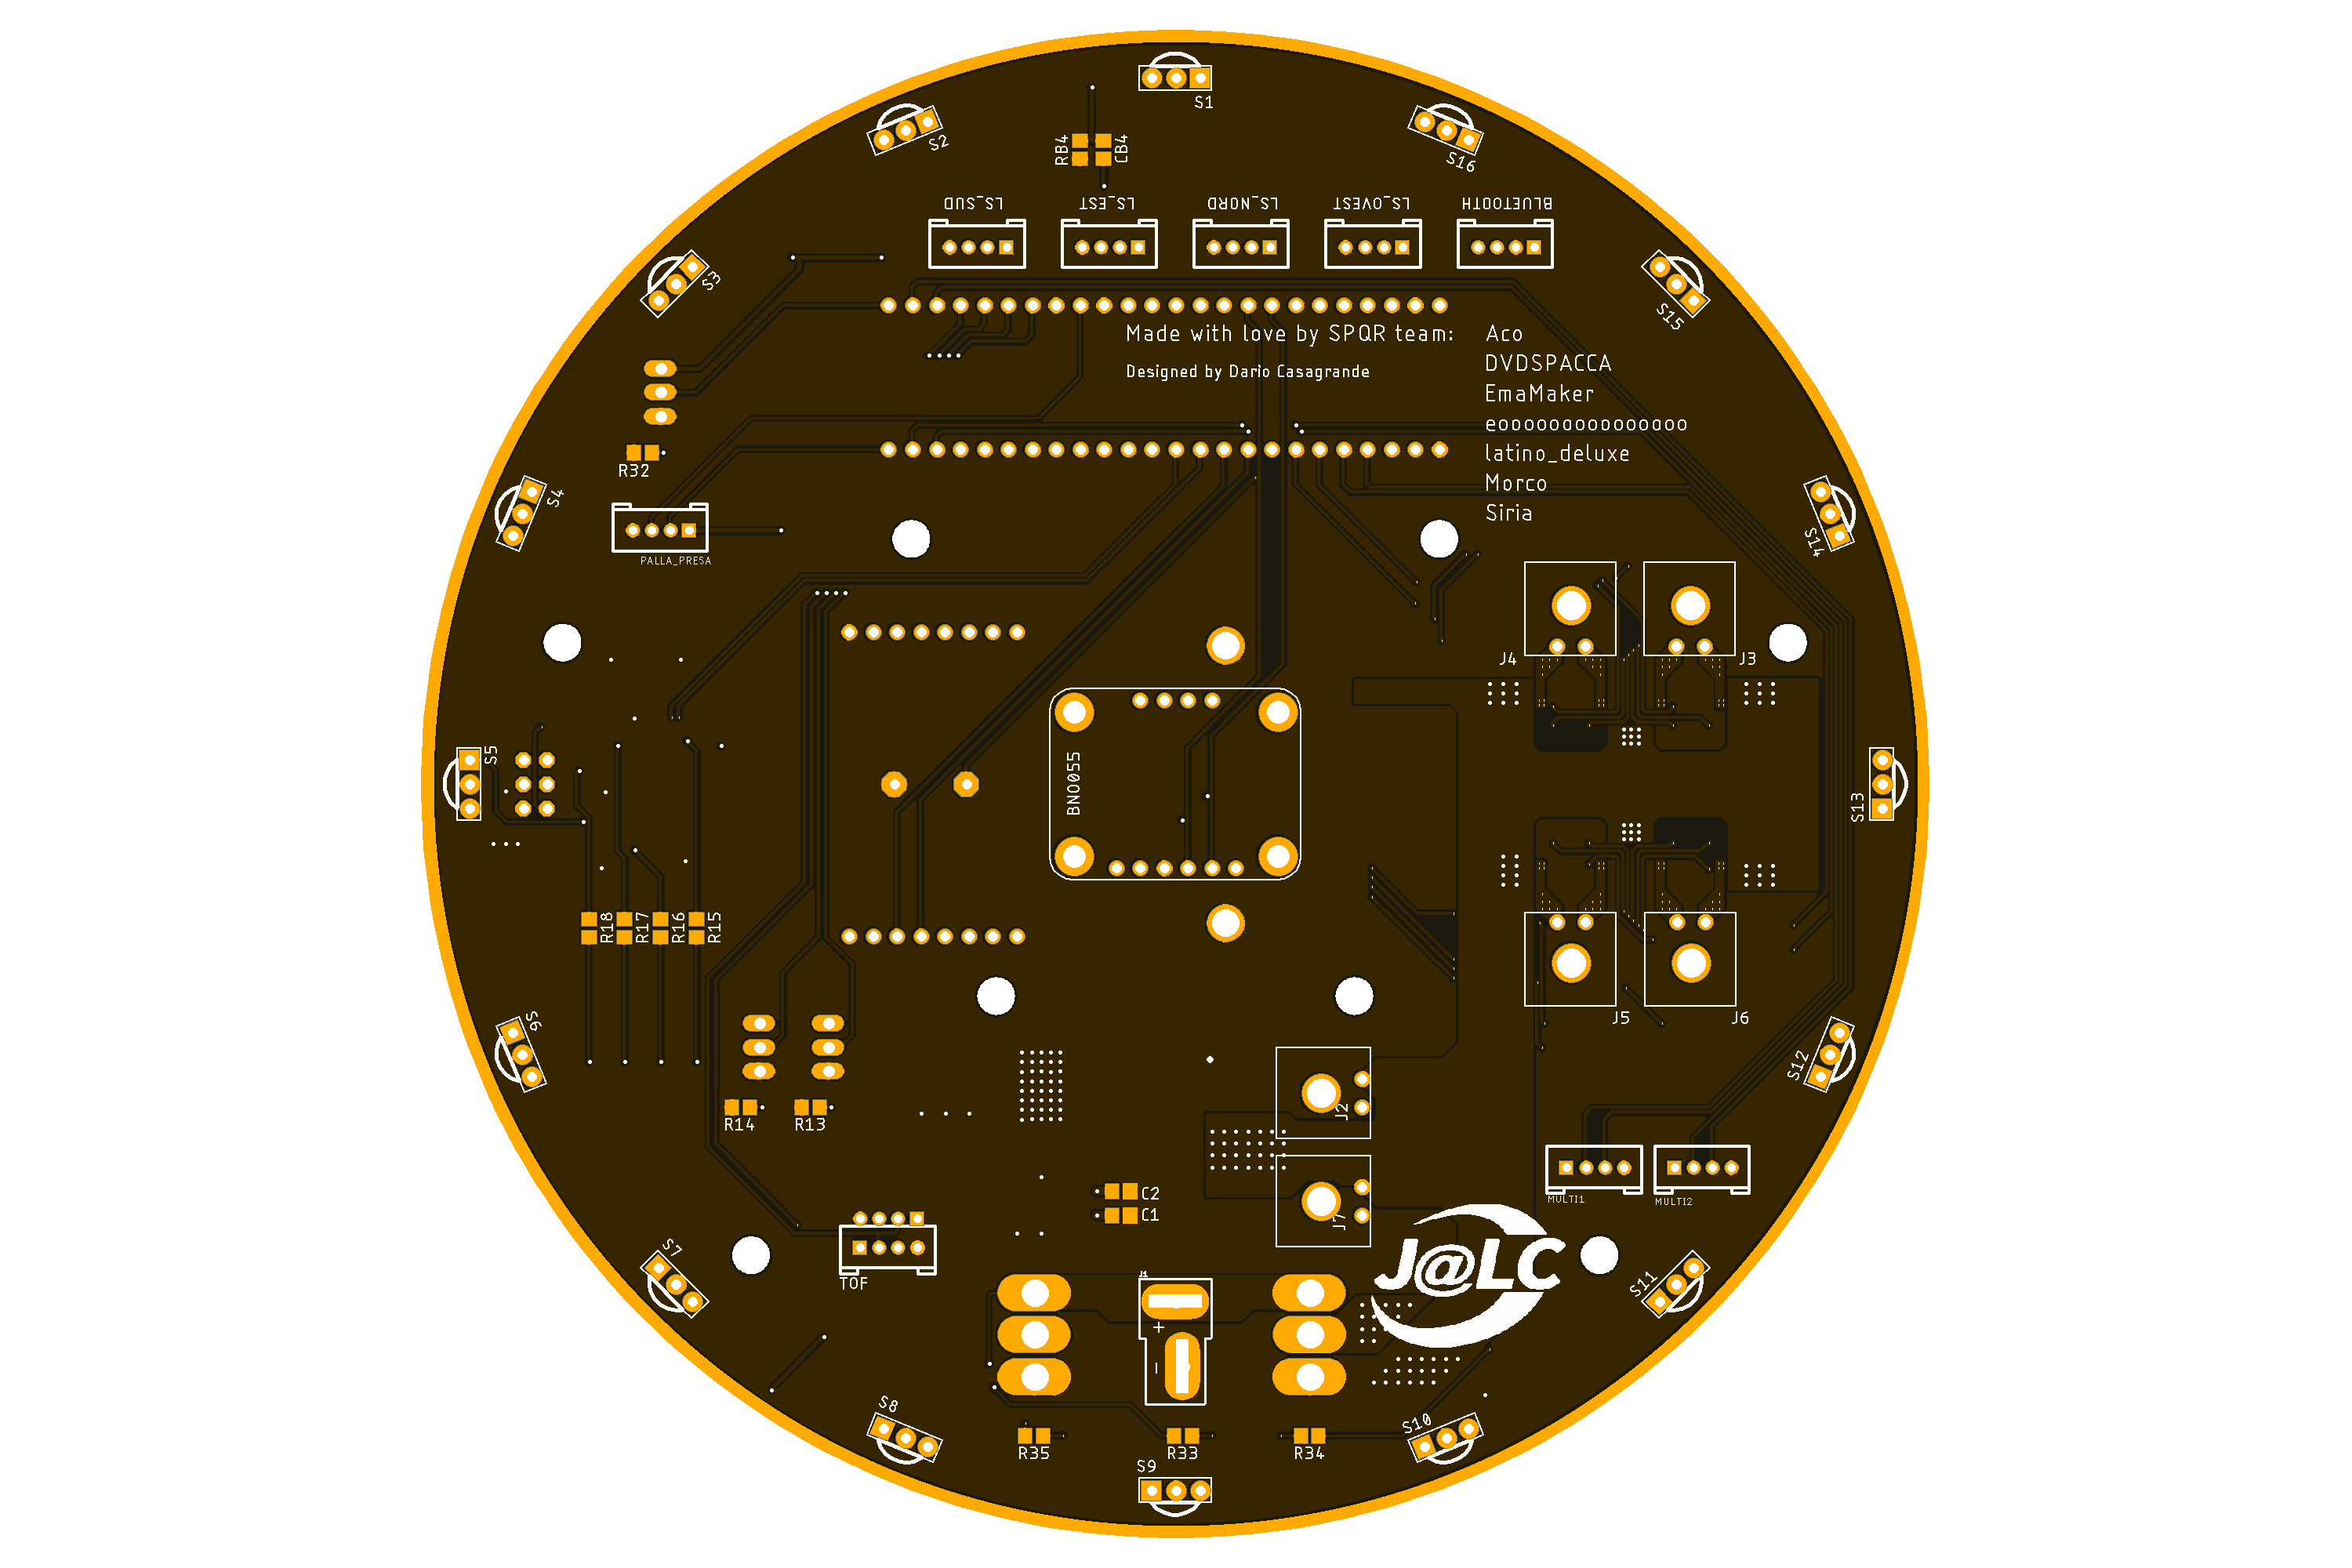 S1
S2
S16
RB4
CB4
LS_SUD
LS_EST
LS_NORD
LS_OVEST
BLUETOOTH
S3
S15
Made with love by SPQR team:
Aco
Designed by Dario Casagrande
DVDSPACCA
EmaMaker
eooooooooooooooo
latino_deluxe
Morco
Siria
R32
S4
S14
PALLA_PRESA
J4
J3
S5
BNO055
S13
R18
R17
R16
R15
S6
J5
J6
S12
R14
R13
J2
C2
C1
MULTI1
MULTI2
J7
S7
TOF
J@LC
J1
S11
+
-
S8
S10
R35
R33
R34
S9